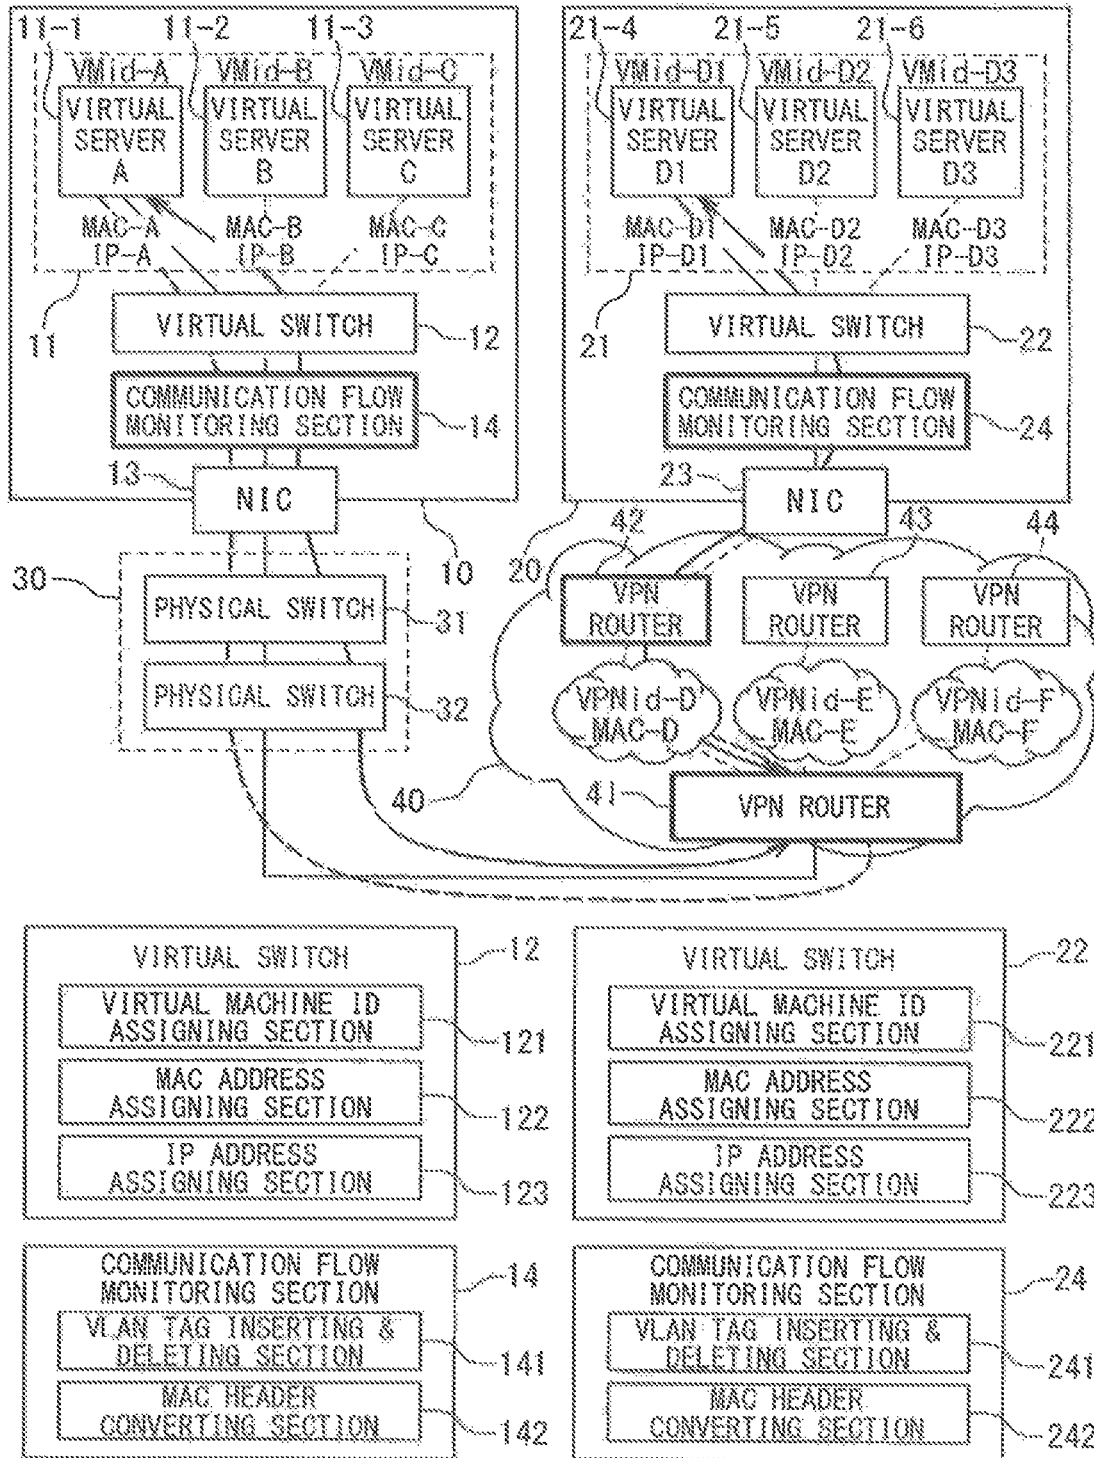 11-1 11-2 11-3
VMid-A VMid-B VMid-C
VIRTUAL SERVER A
VIRTUAL SERVER B
VIRTUAL SERVER C
MAC-A IP-A
MAC-B IP-B
MAC-C IP-C
11
VIRTUAL SWITCH
12
COMMUNICATION FLOW
MONITORING SECTION
14
13
NIC
10
21-4 21-5 21-6
VMid-D1 VMid-D2 VMid-D3
VIRTUAL SERVER D1
VIRTUAL SERVER D2
VIRTUAL SERVER D3
MAC-D1 IP-D1
MAC-D2 IP-D2
MAC-D3 IP-D3
21
VIRTUAL SWITCH
22
COMMUNICATION FLOW
MONITORING SECTION
24
23
NIC
20
30
PHYSICAL SWITCH
31
PHYSICAL SWITCH
32
42 43 44
VPN ROUTER
VPN ROUTER
VPN ROUTER
VPNid-D MAC-D
VPNid-E MAC-E
VPNid-F MAC-F
40
41
VPN ROUTER
VIRTUAL SWITCH
12
VIRTUAL MACHINE ID
ASSIGNING SECTION
121
MAC ADDRESS
ASSIGNING SECTION
122
IP ADDRESS
ASSIGNING SECTION
123
VIRTUAL SWITCH
22
VIRTUAL MACHINE ID
ASSIGNING SECTION
221
MAC ADDRESS
ASSIGNING SECTION
222
IP ADDRESS
ASSIGNING SECTION
223
COMMUNICATION FLOW
MONITORING SECTION
14
VLAN TAG INSERTING &
DELETING SECTION
141
MAC HEADER
CONVERTING SECTION
142
COMMUNICATION FLOW
MONITORING SECTION
24
VLAN TAG INSERTING &
DELETING SECTION
241
MAC HEADER
CONVERTING SECTION
242